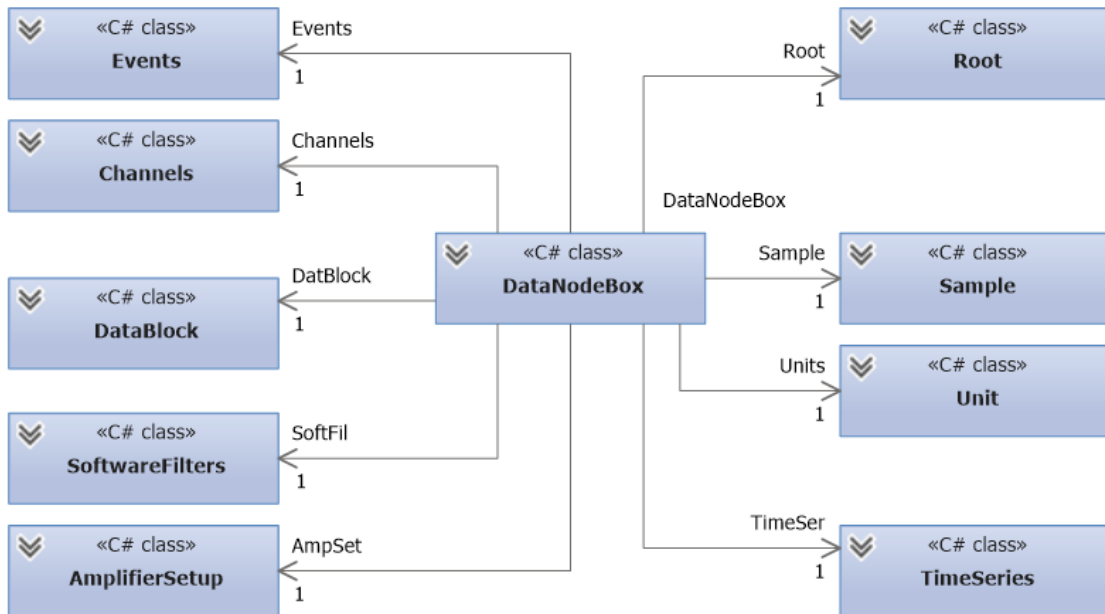 «C# class»
Events
Events
1
«C# class»
Channels
Channels
1
«C# class»
DataBlock
DatBlock
1
«C# class»
SoftwareFilters
SoftFil
1
«C# class»
AmplifierSetup
AmpSet
1
«C# class»
DataNodeBox
DataNodeBox
Root
1
«C# class»
Root
Sample
1
«C# class»
Sample
Units
1
«C# class»
Unit
TimeSer
1
«C# class»
TimeSeries